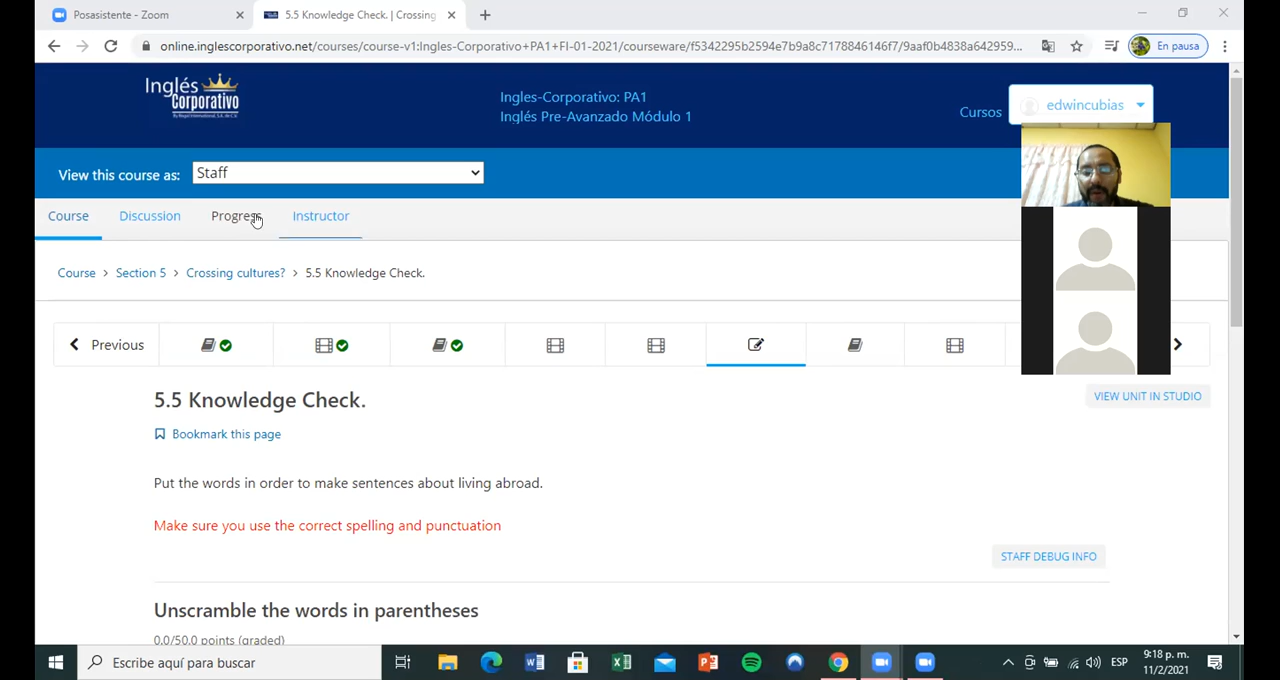 Posasistente - Zoom
5.5 Knowledge Check. | Crossing
online.inglescorporativo.net/courses/course-v1:Ingles-Corporativo+PA1+FI-01-2021/courseware/f5342295b2594e7b9a8c7178846146f7/9aaf0b4838a642959...
En pausa
Inglés
Corporativo
Ingles-Corporativo: PA1
Inglés Pre-Avanzado Módulo 1
Cursos
edwincubias
View this course as:
Staff
Course
Discussion
Progress
Instructor
Course > Section 5 > Crossing cultures? > 5.5 Knowledge Check.
Previous
5.5 Knowledge Check.
VIEW UNIT IN STUDIO
Bookmark this page
Put the words in order to make sentences about living abroad.
Make sure you use the correct spelling and punctuation
STAFF DEBUG INFO
Unscramble the words in parentheses
0.0/50.0 points (graded)
Escribe aquí para buscar
ESP
9:18 p. m.
11/2/2021